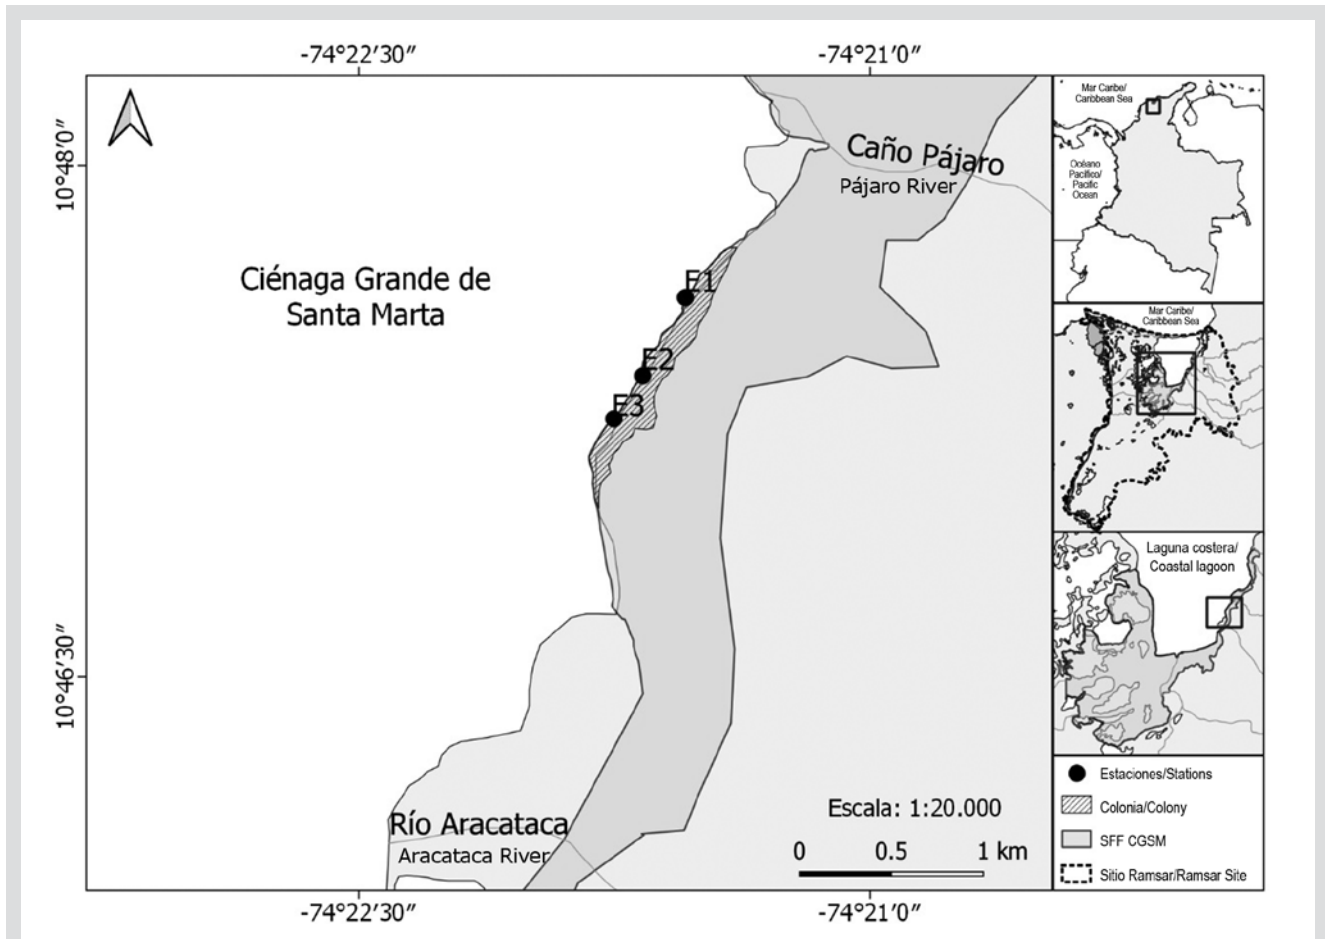 -74°22′30″
-74°21′0″
10°48′0″
Caño Pájaro
Pájaro River
Ciénaga Grande de
Santa Marta
E1
E2
E3
10°46′30″
Río Aracataca
Aracataca River
Escala: 1:20.000
0 0.5 1 km
-74°22′30″
-74°21′0″
Mar Caribe/
Caribbean Sea
Océano
Pacífico/
Pacific
Ocean
Mar Caribe/
Caribbean Sea
Laguna costera/
Coastal lagoon
Estaciones/Stations
Colonia/Colony
SFF CGSM
Sitio Ramsar/Ramsar Site